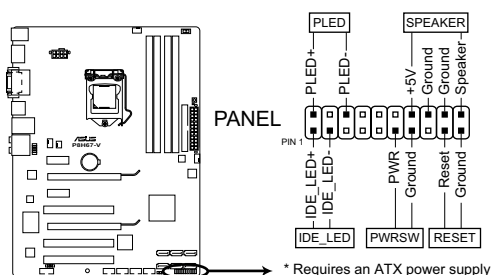 PLED
SPEAKER
PLED+
PLED-
+5V
Ground
Ground
Speaker
PANEL
PIN 1
IDE_LED+
IDE_LED-
PWR
Ground
Reset
Ground
IDE_LED
PWRSW
RESET
ASUS
P8H67-V
* Requires an ATX power supply